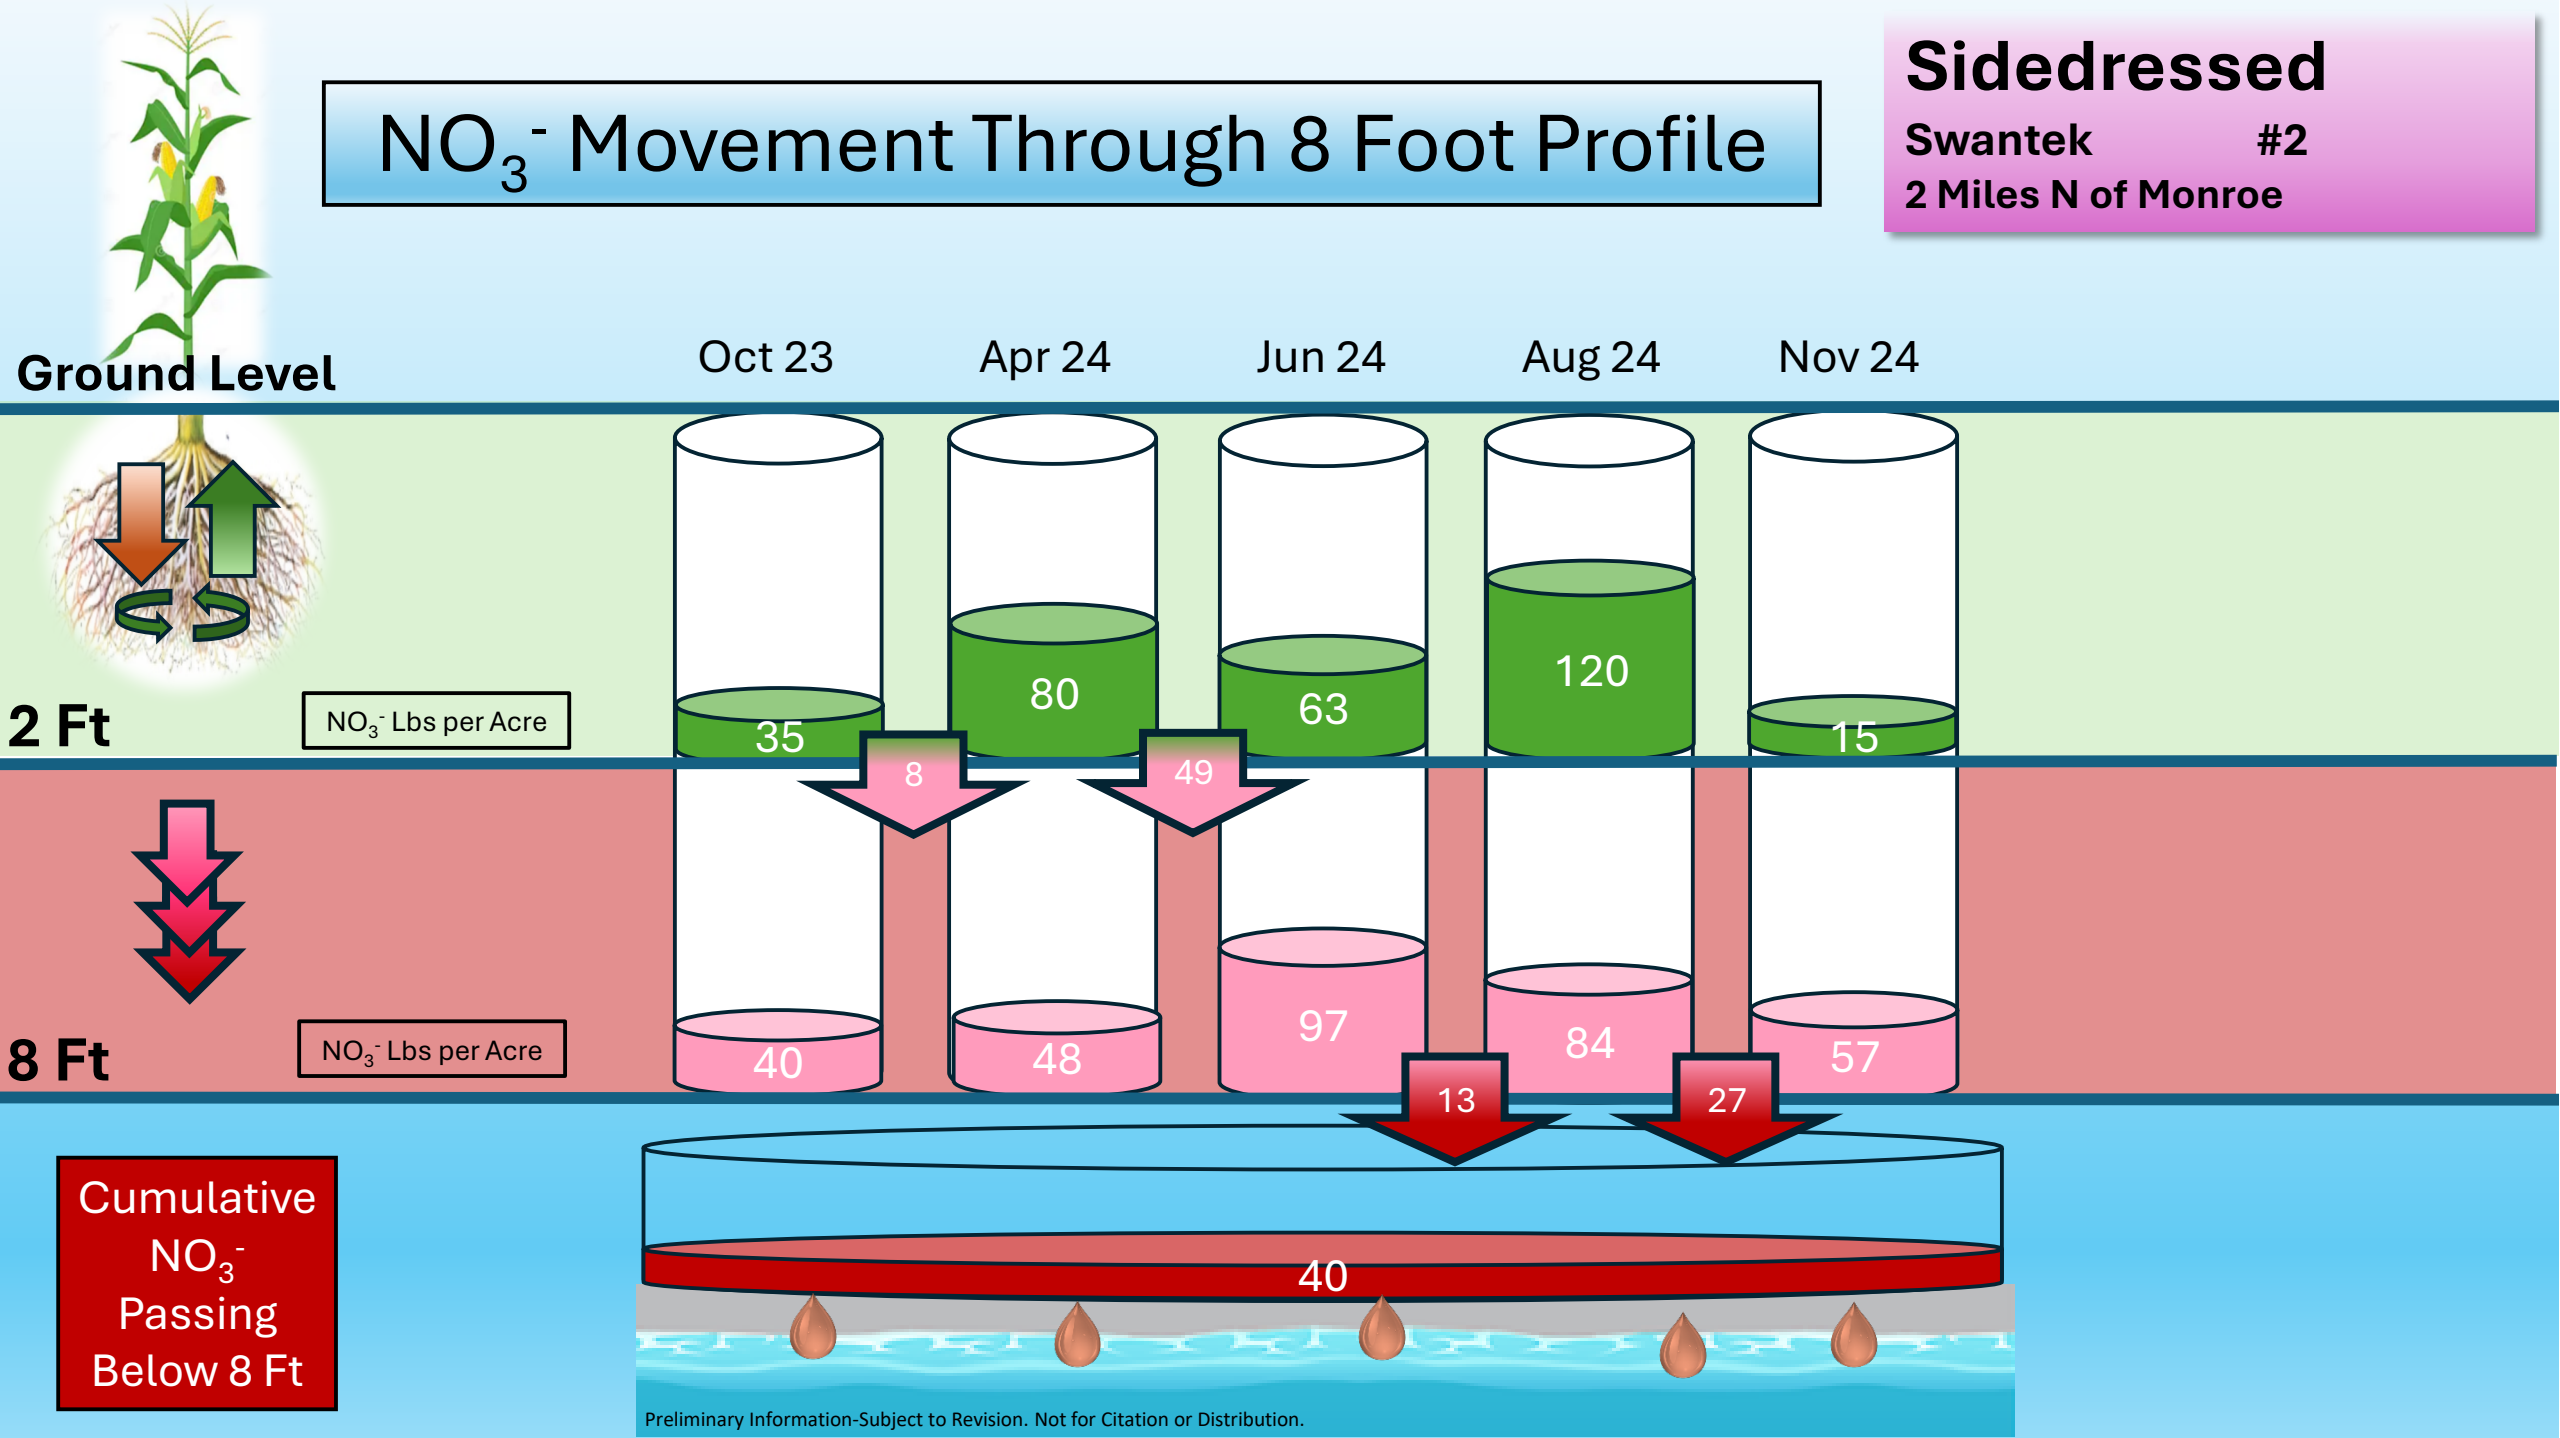 NO₃⁻ Movement Through 8 Foot Profile
Sidedressed
Swantek #2
2 Miles N of Monroe
Oct 23 Apr 24 Jun 24 Aug 24 Nov 24
Ground Level
35 80 63 120 15
2 Ft
NO₃⁻ Lbs per Acre
8 49
40 48 97 84 57
8 Ft
NO₃⁻ Lbs per Acre
13 27
Cumulative
NO₃⁻
Passing
Below 8 Ft
40
Preliminary Information-Subject to Revision. Not for Citation or Distribution.